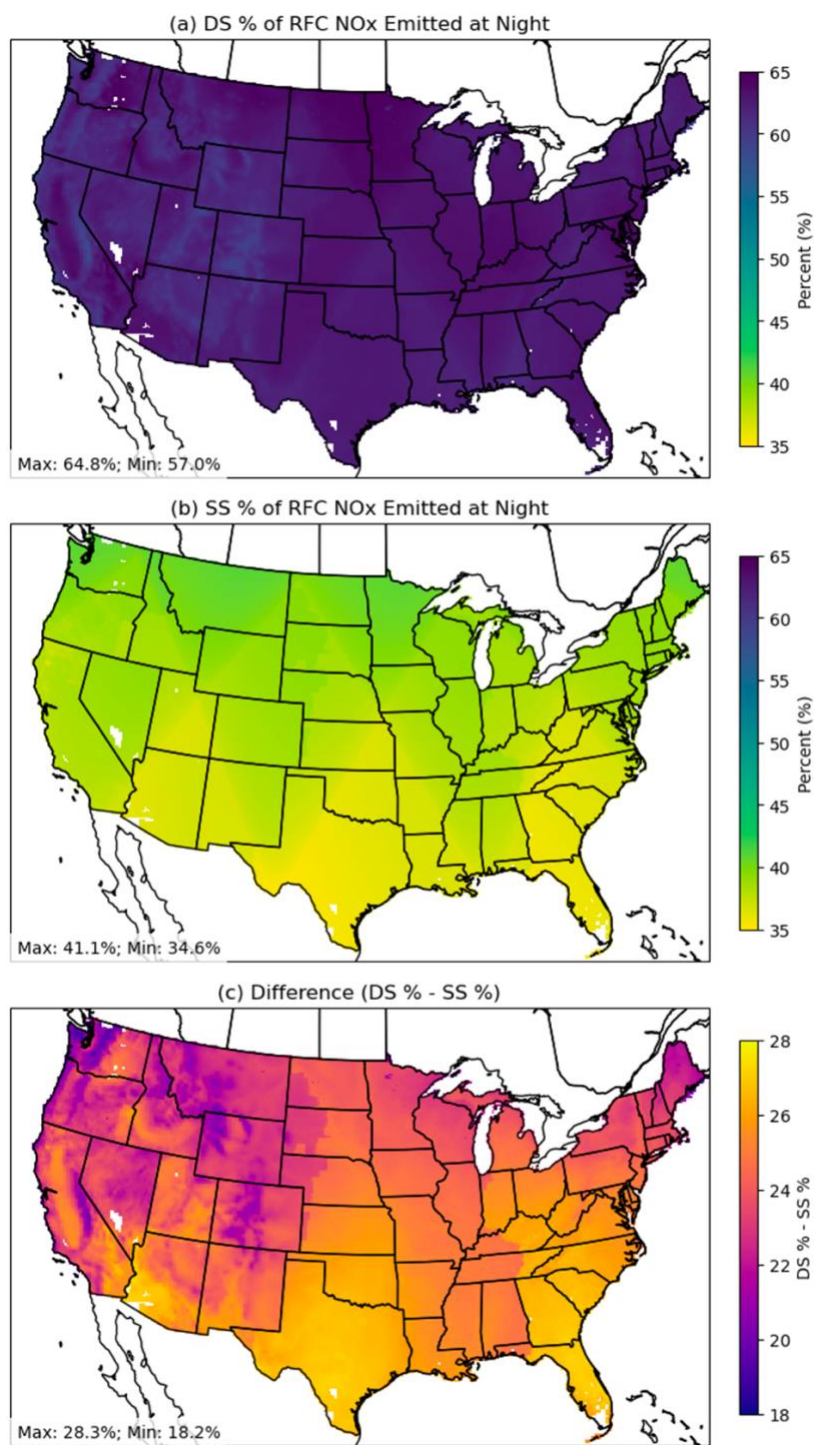 (a) DS % of RFC NOx Emitted at Night
65
60
55
50
45
40
35
Percent (%)
Max: 64.8%; Min: 57.0%
(b) SS % of RFC NOx Emitted at Night
65
60
55
50
45
40
35
Percent (%)
Max: 41.1%; Min: 34.6%
(c) Difference (DS % - SS %)
28
26
24
22
20
18
DS % - SS %
Max: 28.3%; Min: 18.2%